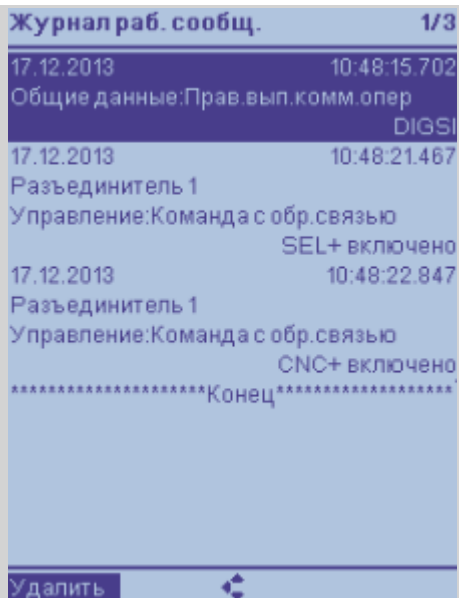 Журнал раб. сообщ. 1/3
17.12.2013 10:48:15.702
Общие данные:Прав.вып.комм.опер
DIGSI
17.12.2013 10:48:21.467
Разъединитель 1
Управление:Команда с обр.связью
SEL+ включено
17.12.2013 10:48:22.847
Разъединитель 1
Управление:Команда с обр.связью
CNC+ включено
*********************Конец*******************
Удалить